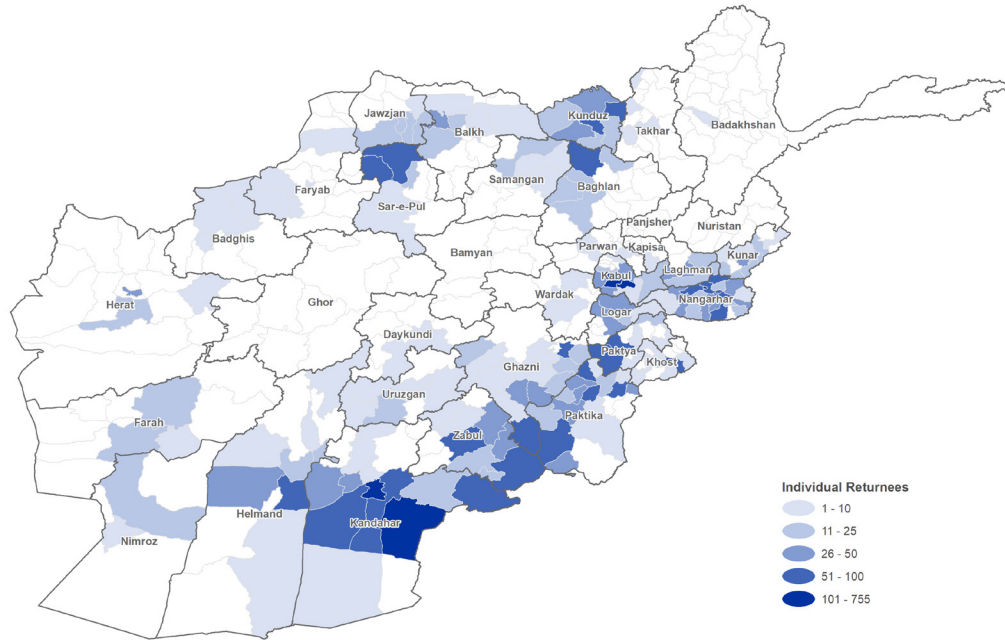 Jawzjan
Balkh
Kunduz
Takhar
Badakhshan
Faryab
Sar-e-Pul
Samangan
Baghlan
Badghis
Panjsher
Nuristan
Bamyan
Parwan
Kapisa
Kunar
Kabul
Laghman
Herat
Ghor
Wardak
Nangarhar
Logar
Daykundi
Paktya
Khost
Ghazni
Uruzgan
Paktika
Farah
Zabul
Helmand
Kandahar
Nimroz
Individual Returnees
1 - 10
11 - 25
26 - 50
51 - 100
101 - 755